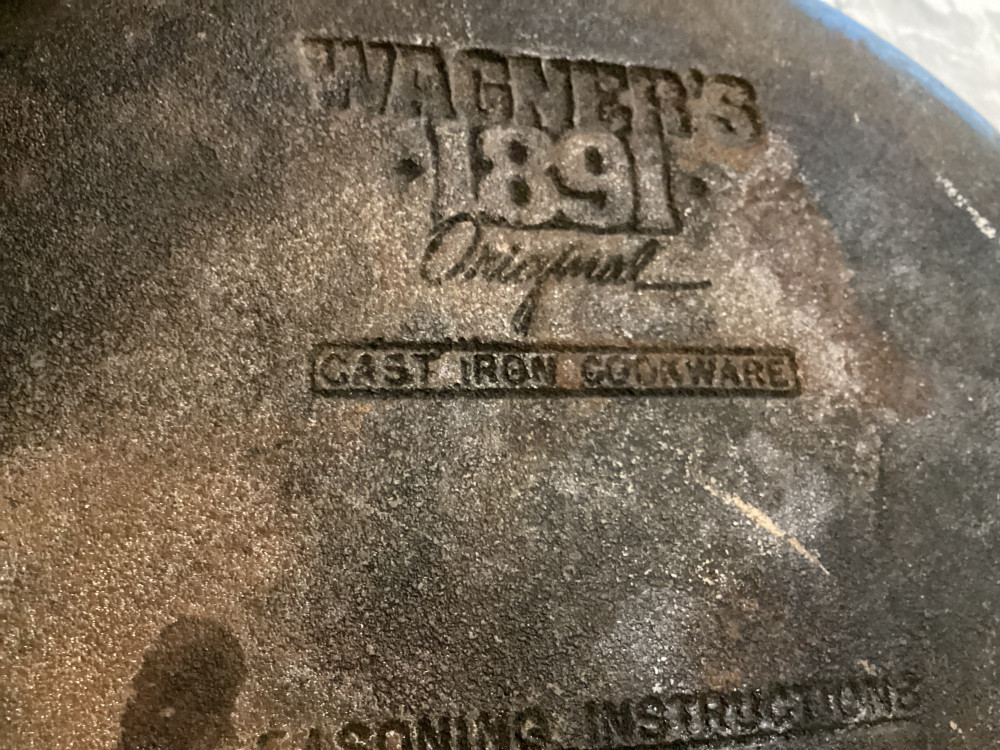 WAGNER'S
1891
Original
CAST IRON COOKWARE
SEASONING INSTRUCTIONS